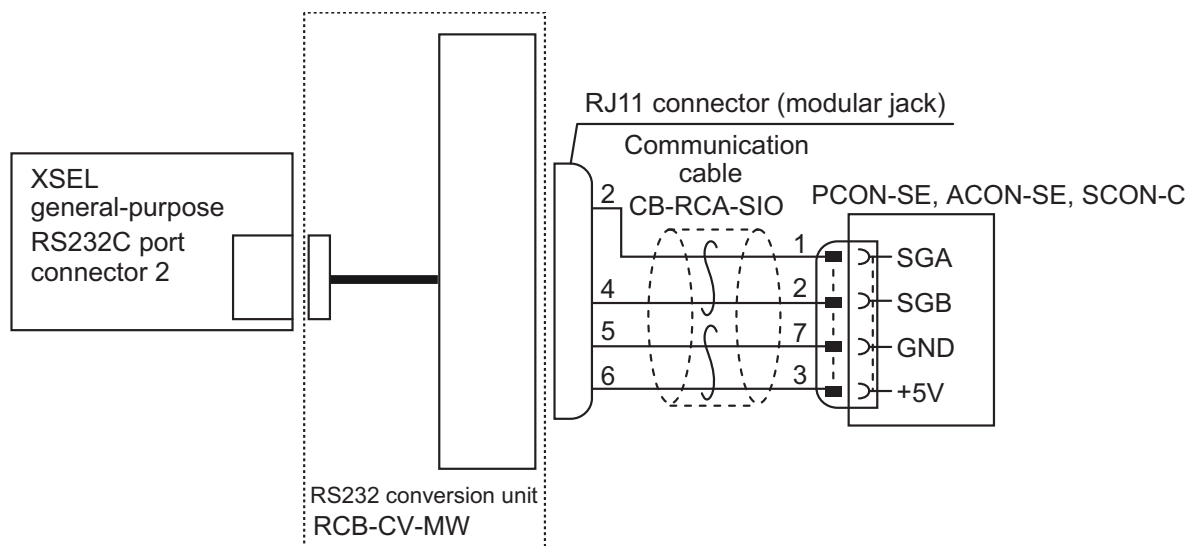 XSEL
general-purpose
RS232C port
connector 2
RS232 conversion unit
RCB-CV-MW
RJ11 connector (modular jack)
Communication
cable
CB-RCA-SIO
PCON-SE, ACON-SE, SCON-C
2
1
SGA
4
2
SGB
5
7
GND
6
3
+5V